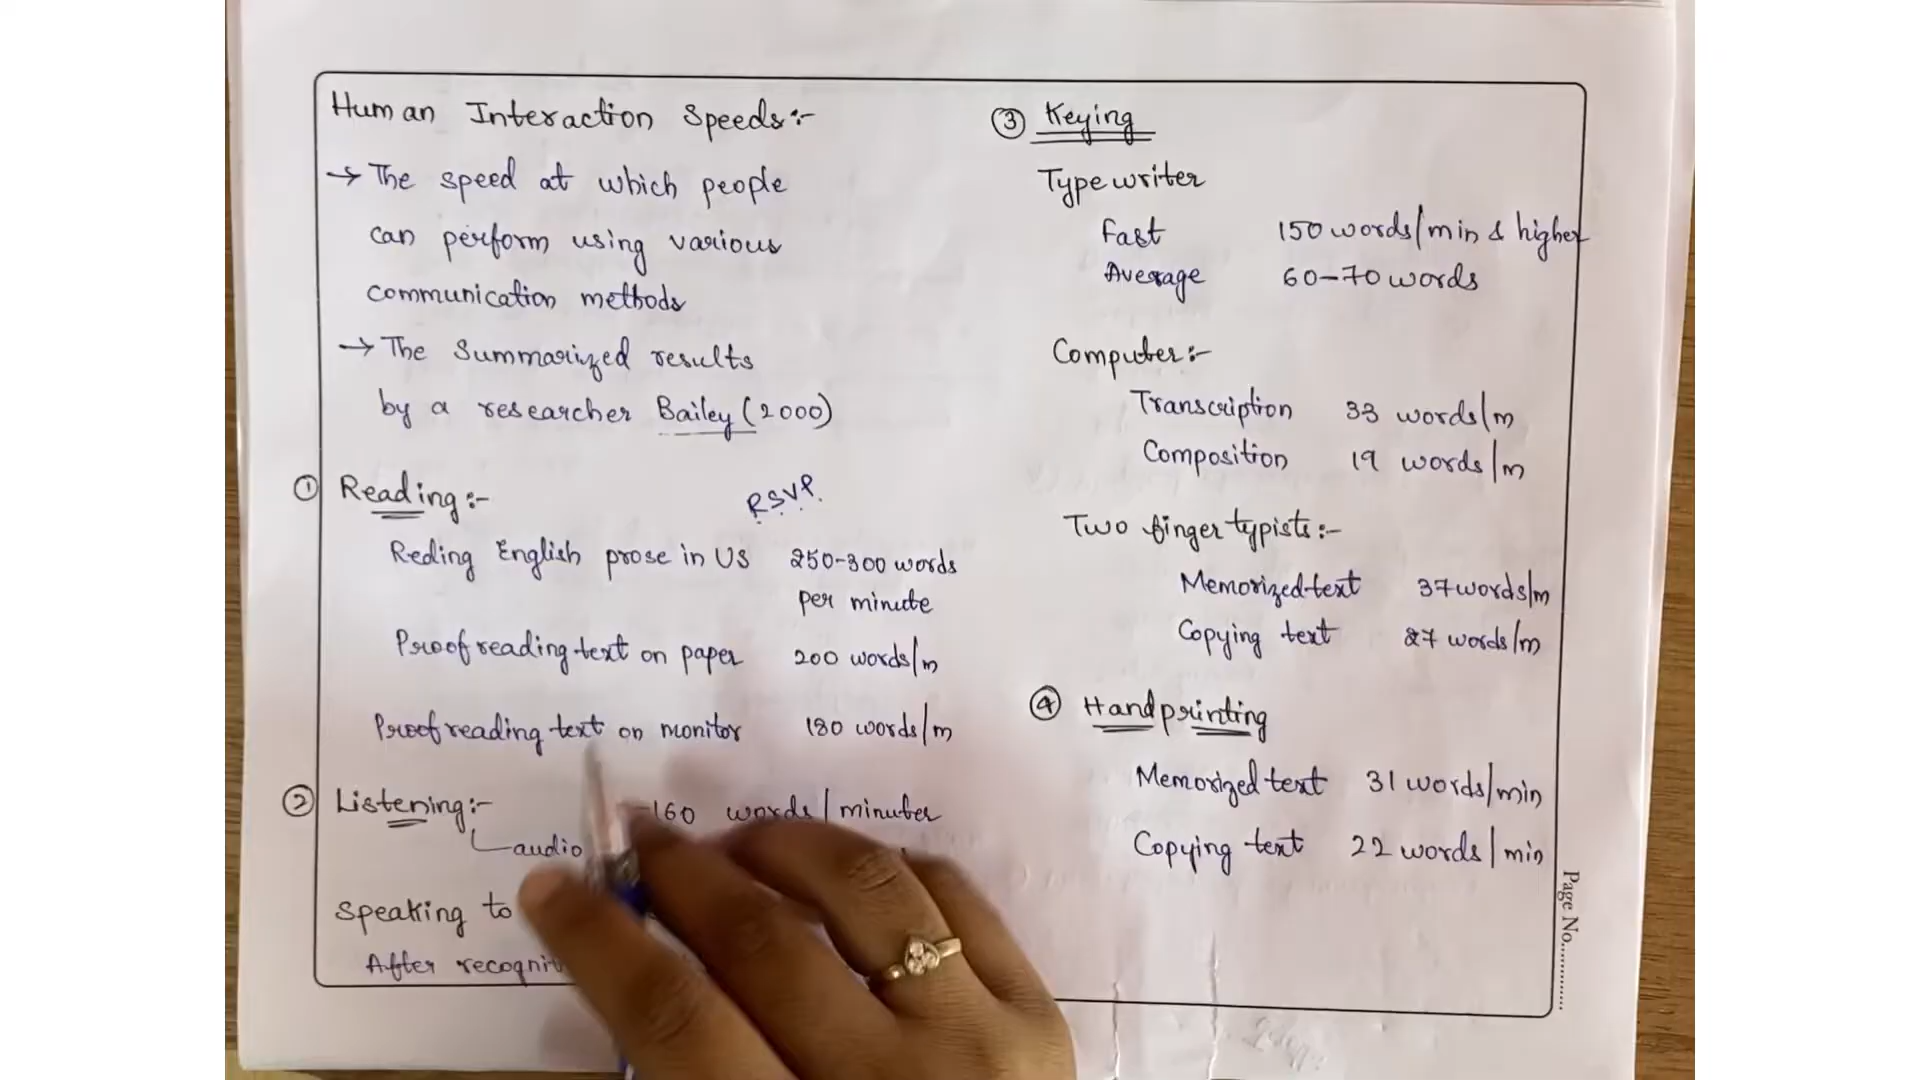 Human Interaction Speeds:-
→ The speed at which people
can perform using various
communication methods
→ The Summarized results
by a researcher Bailey (2000)
① Reading:-
R.S.V.P.
Reding English prose in US 250-300 words
per minute
Proof reading text on paper 200 words/m
Proof reading text on monitor 180 words/m
② Listening:- -160 words/minuter
audio
Speaking to
After
③ Keying
Type writer
Fast 150 words/min & higher
Average 60-70 words
Computer:-
Transcription 33 words/m
Composition 19 words/m
Two finger typists:-
Memorized text 37 words/m
Copying text 27 words/m
④ Handprinting
Memorized text 31 words/min
Copying text 22 words/min
Page No..............